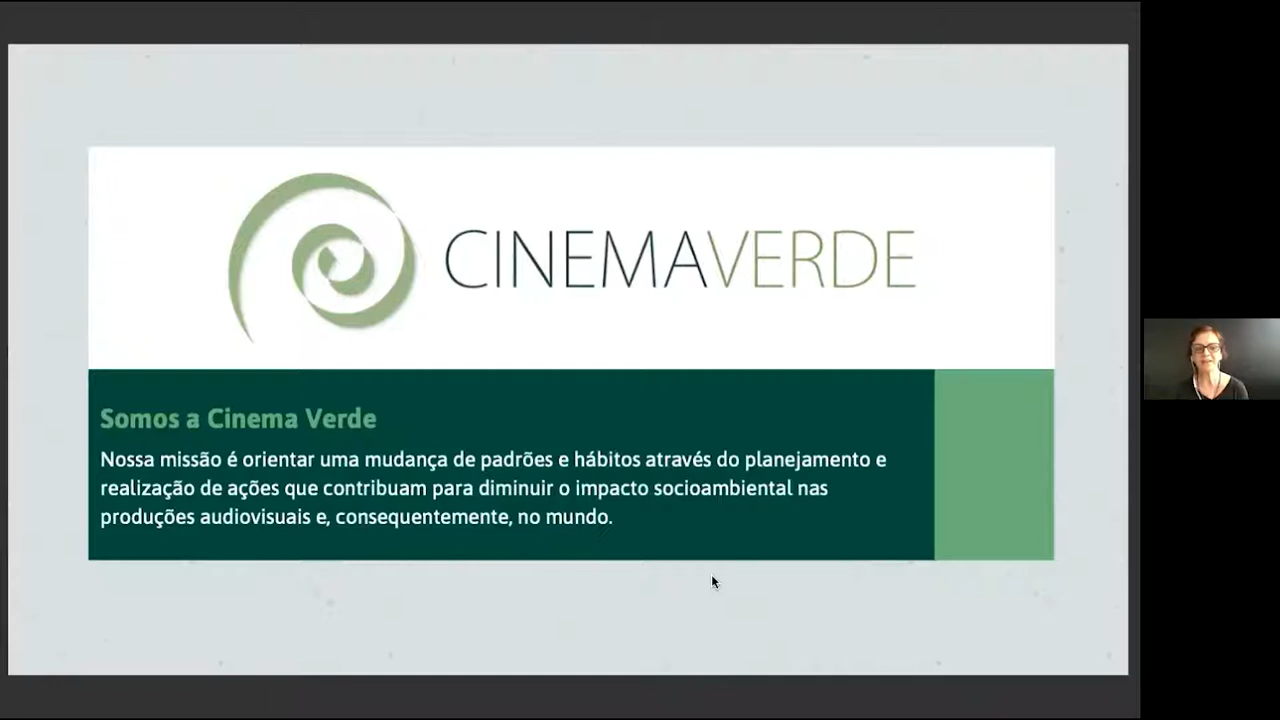 CINEMAVERDE
Somos a Cinema Verde
Nossa missão é orientar uma mudança de padrões e hábitos através do planejamento e
realização de ações que contribuam para diminuir o impacto socioambiental nas
produções audiovisuais e, consequentemente, no mundo.